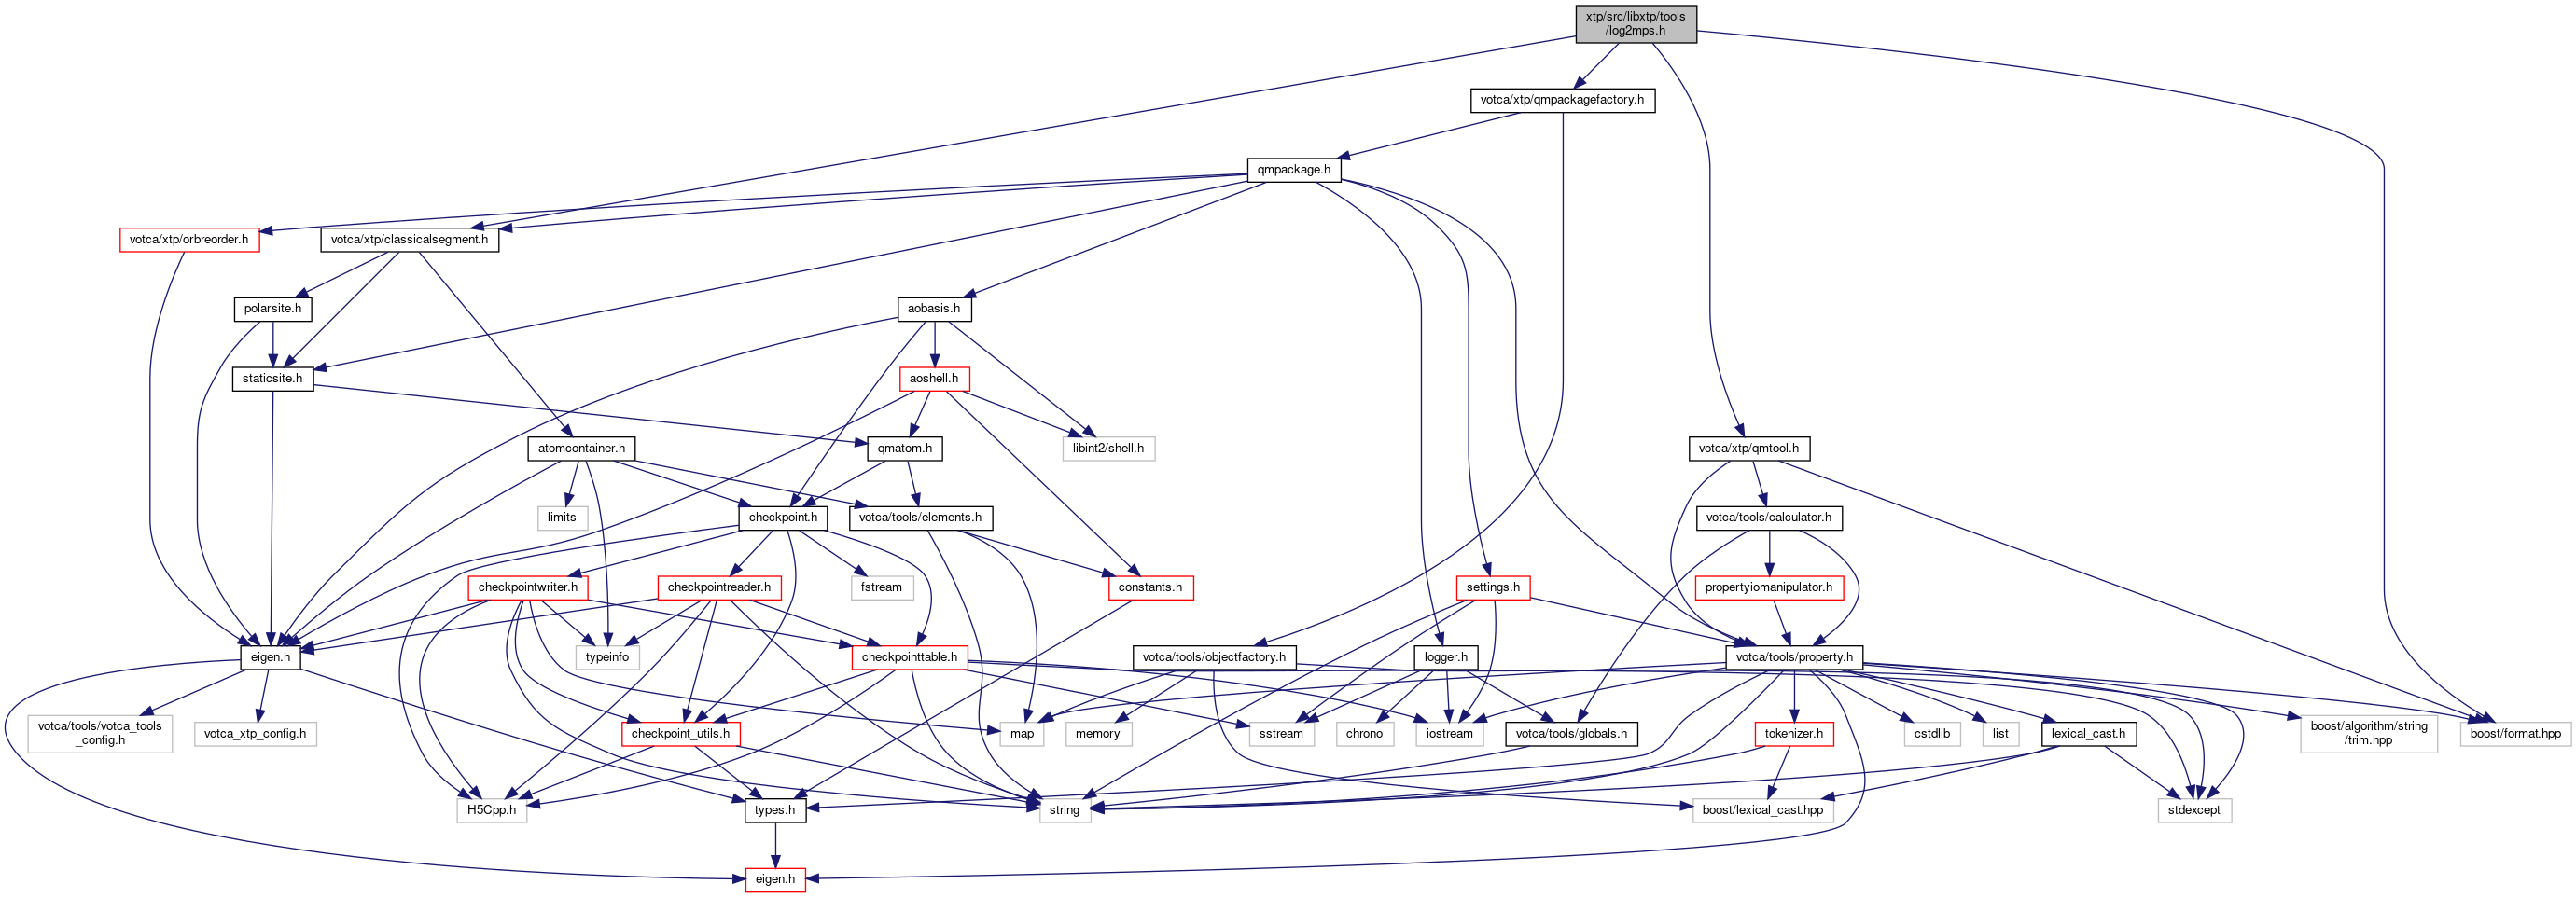 xtp/src/libxtp/tools
/log2mps.h
votca/xtp/qmpackagefactory.h
qmpackage.h
votca/xtp/orbreorder.h
votca/xtp/classicalsegment.h
polarsite.h
aobasis.h
staticsite.h
aoshell.h
atomcontainer.h
qmatom.h
libint2/shell.h
votca/xtp/qmtool.h
limits
checkpoint.h
votca/tools/elements.h
votca/tools/calculator.h
checkpointwriter.h
checkpointreader.h
fstream
constants.h
settings.h
propertyiomanipulator.h
eigen.h
typeinfo
checkpointtable.h
votca/tools/objectfactory.h
logger.h
votca/tools/property.h
votca/tools/votca_tools
_config.h
votca_xtp_config.h
checkpoint_utils.h
map
memory
sstream
chrono
iostream
votca/tools/globals.h
tokenizer.h
cstdlib
list
lexical_cast.h
boost/algorithm/string
/trim.hpp
boost/format.hpp
H5Cpp.h
types.h
string
boost/lexical_cast.hpp
stdexcept
eigen.h